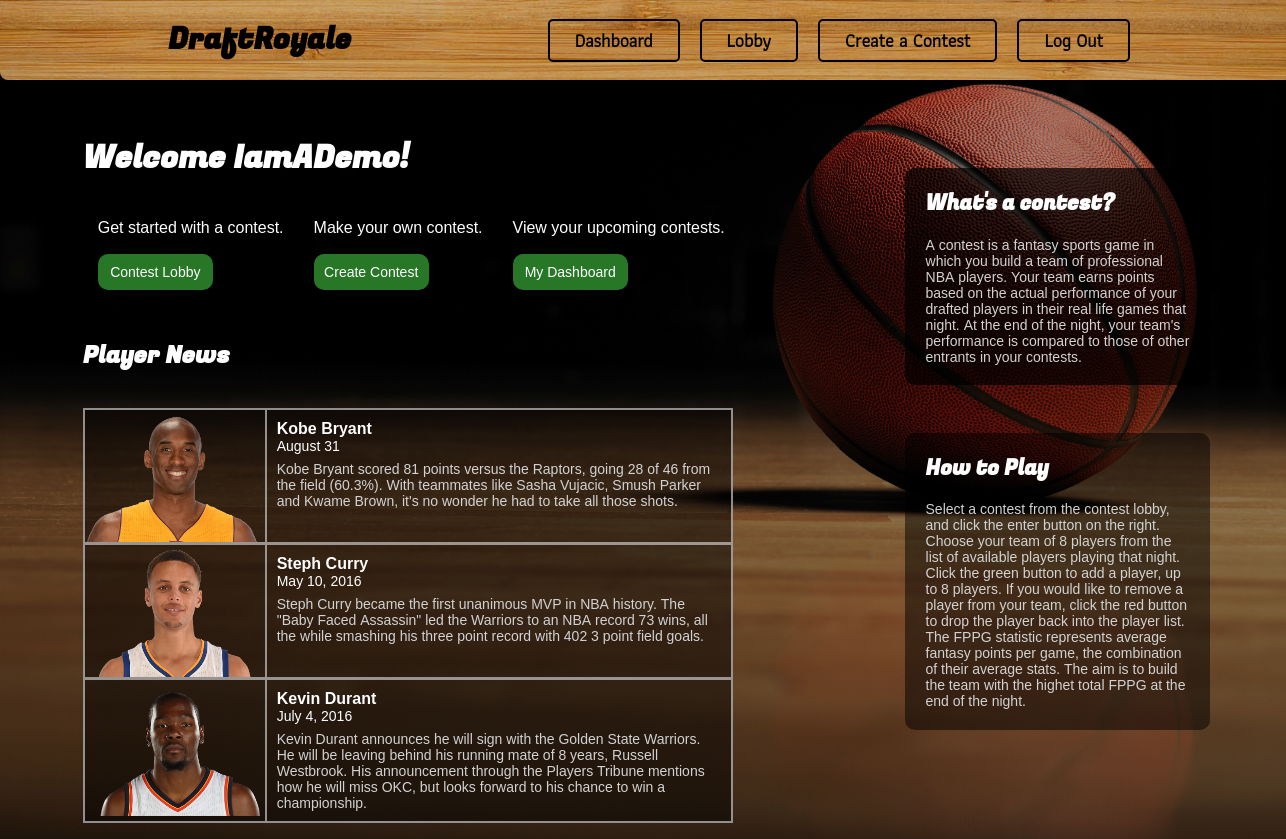 DraftRoyale
Dashboard
Lobby
Create a Contest
Log Out
Welcome IamADemo!
Get started with a contest.
Contest Lobby
Make your own contest.
Create Contest
View your upcoming contests.
My Dashboard
Player News
Kobe Bryant
August 31
Kobe Bryant scored 81 points versus the Raptors, going 28 of 46 from
the field (60.3%). With teammates like Sasha Vujacic, Smush Parker
and Kwame Brown, it's no wonder he had to take all those shots.
Steph Curry
May 10, 2016
Steph Curry became the first unanimous MVP in NBA history. The
"Baby Faced Assassin" led the Warriors to an NBA record 73 wins, all
the while smashing his three point record with 402 3 point field goals.
Kevin Durant
July 4, 2016
Kevin Durant announces he will sign with the Golden State Warriors.
He will be leaving behind his running mate of 8 years, Russell
Westbrook. His announcement through the Players Tribune mentions
how he will miss OKC, but looks forward to his chance to win a
championship.
What's a contest?
A contest is a fantasy sports game in
which you build a team of professional
NBA players. Your team earns points
based on the actual performance of your
drafted players in their real life games that
night. At the end of the night, your team's
performance is compared to those of other
entrants in your contests.
How to Play
Select a contest from the contest lobby,
and click the enter button on the right.
Choose your team of 8 players from the
list of available players playing that night.
Click the green button to add a player, up
to 8 players. If you would like to remove a
player from your team, click the red button
to drop the player back into the player list.
The FPPG statistic represents average
fantasy points per game, the combination
of their average stats. The aim is to build
the team with the highet total FPPG at the
end of the night.